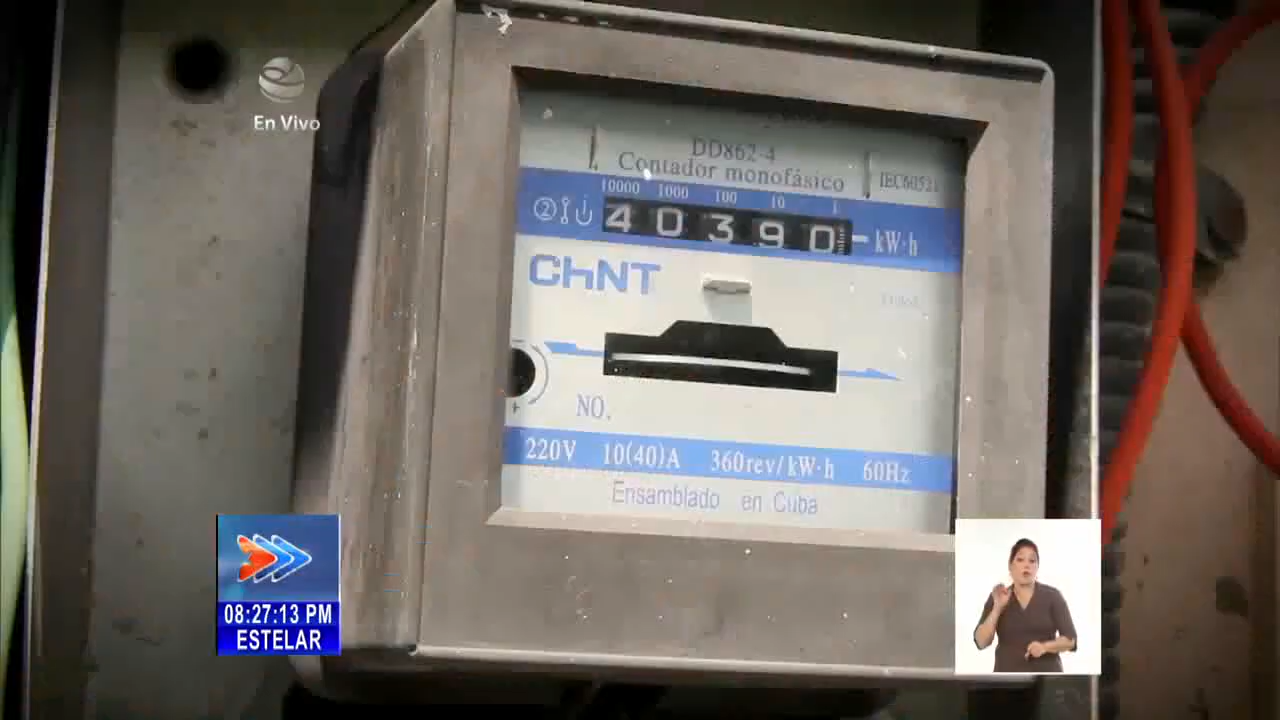 En Vivo
DD862-4
Contador monofásico
IEC60521
10000 1000 100 10 1
2 40390 kW·h
ChNT
NO.
220V 10(40)A 360rev/kW·h 60Hz
Ensamblado en Cuba
08:27:13 PM
ESTELAR